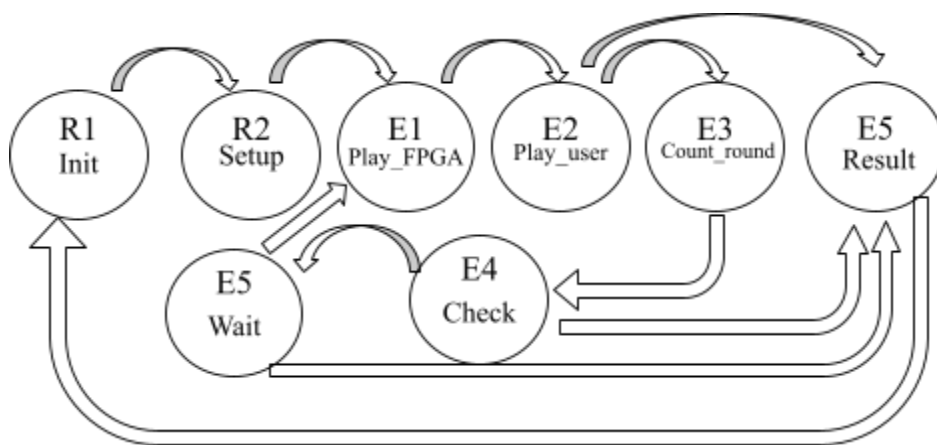 R1
Init
R2
Setup
E1
Play_FPGA
E2
Play_user
E3
Count_round
E5
Result
E5
Wait
E4
Check